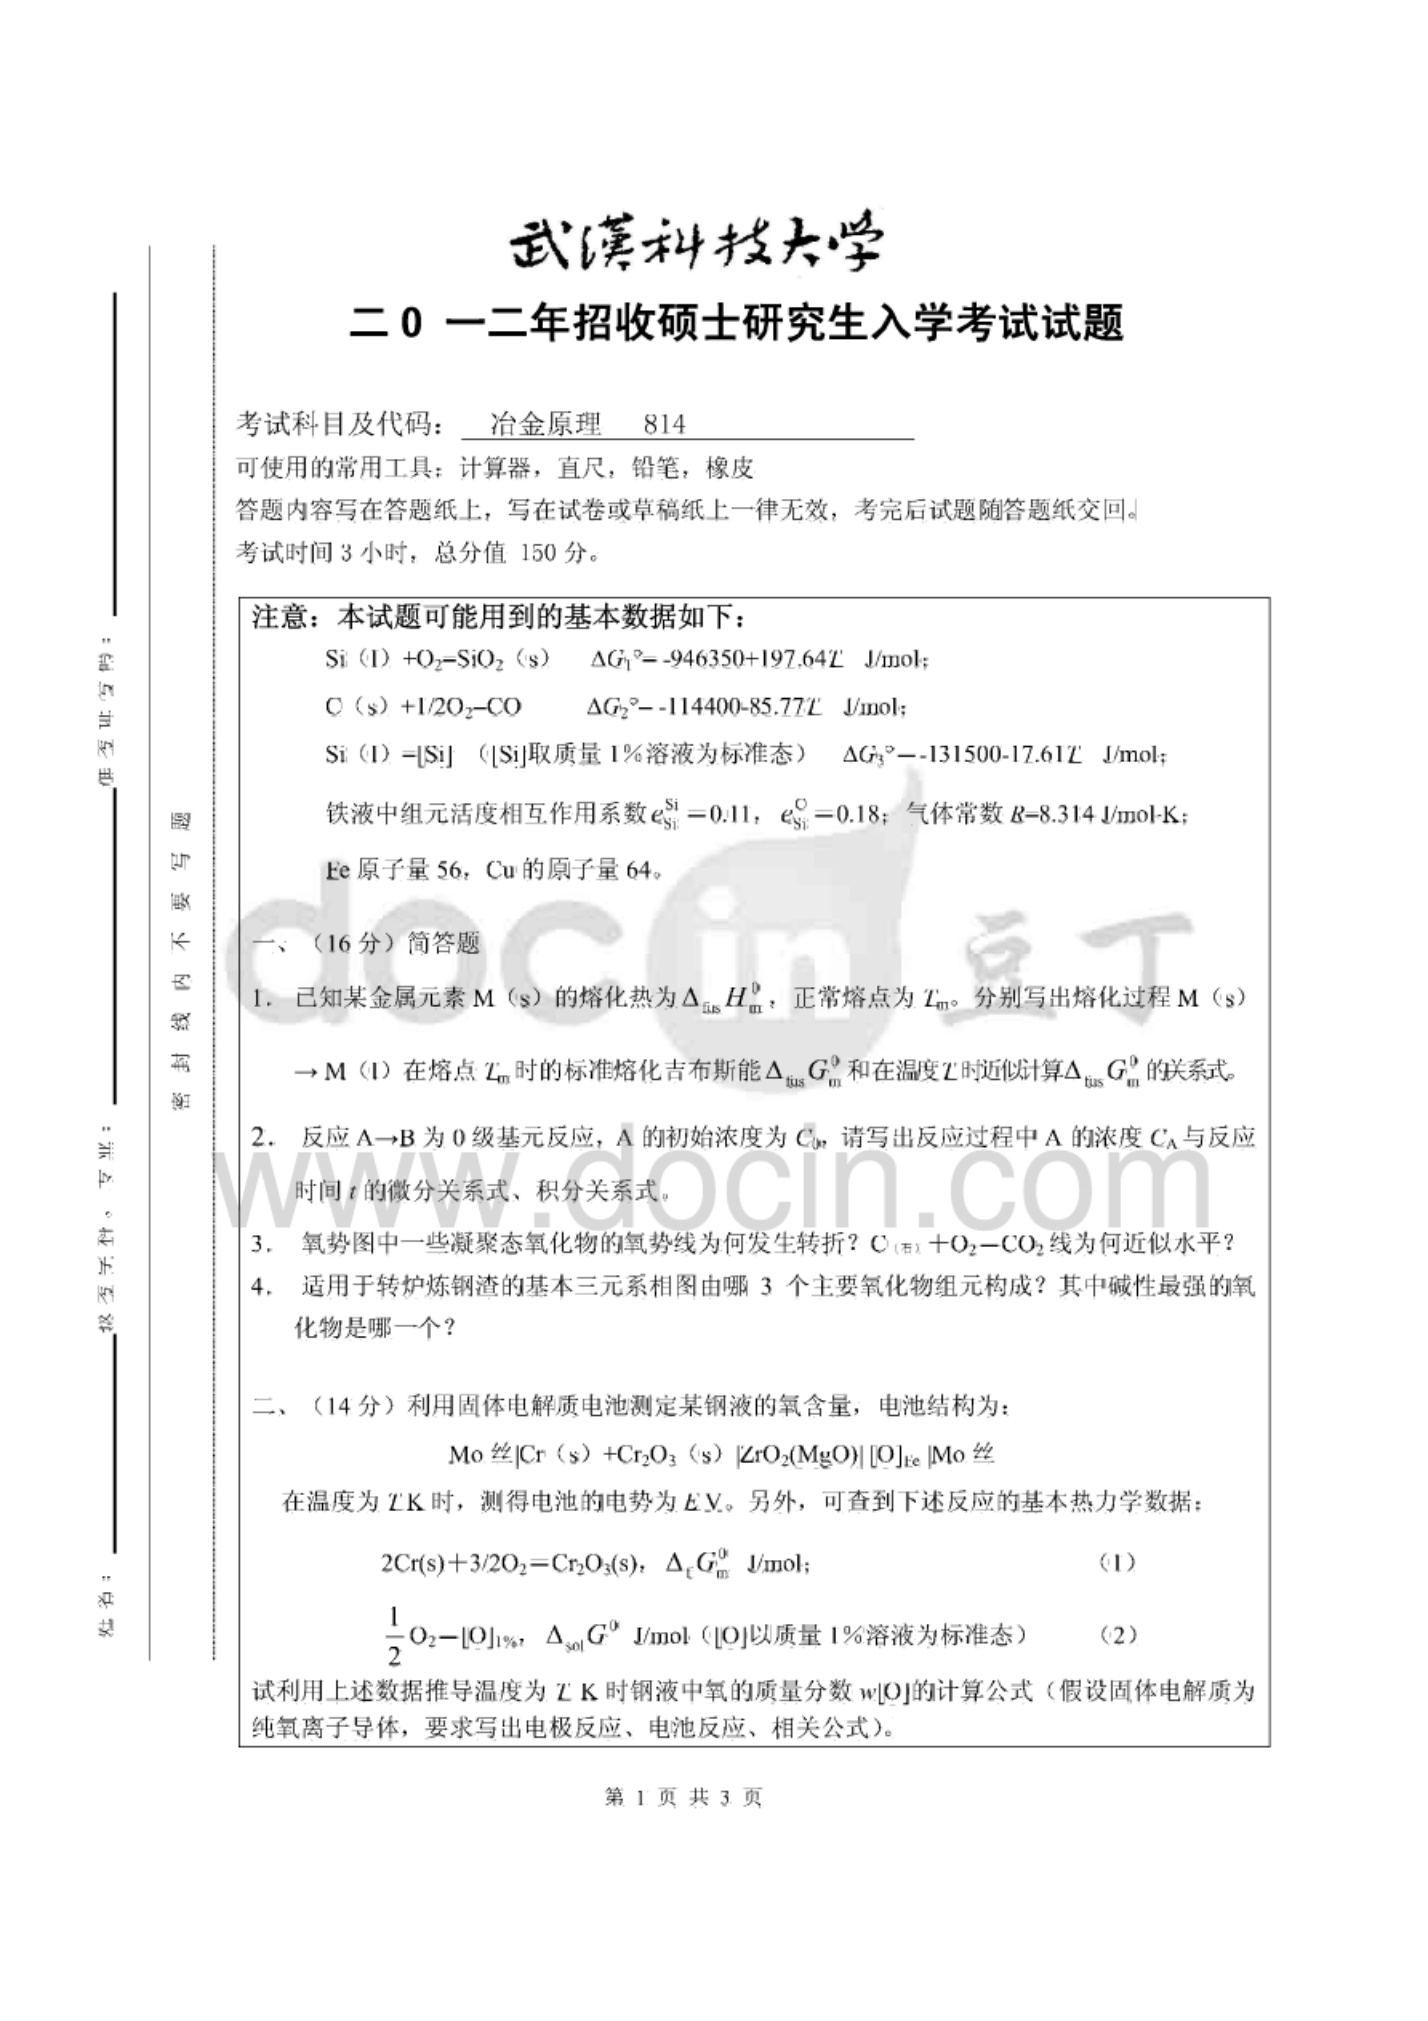 武漢科技大学
二0 一二年招收硕士研究生入学考试试题
考试科目及代码： 冶金原理 814
可使用的常用工具：计算器，直尺，铅笔，橡皮
答题内容写在答题纸上，写在试卷或草稿纸上一律无效，考完后试题随答题纸交回。
考试时间 3 小时，总分值 150 分。
注意：本试题可能用到的基本数据如下：
Si（l）+O₂=SiO₂（s） ΔG₁°= -946350+197.64T J/mol；
C（s）+1/2O₂=CO ΔG₂°= -114400-85.77T J/mol；
Si（l）=[Si] （[Si]取质量 1％溶液为标准态） ΔG₃°= -131500-17.61T J/mol；
铁液中组元活度相互作用系数 e_Si^Si =0.11， e_Si^C =0.18； 气体常数 R=8.314 J/mol·K；
Fe 原子量 56，Cu 的原子量 64。
一、（16 分）简答题
1. 已知某金属元素 M（s）的熔化热为 Δ_fus H_m^0，正常熔点为 T_m。分别写出熔化过程 M（s）
→ M（l）在熔点 T_m 时的标准熔化吉布斯能 Δ_fus G_m^0 和在温度 T 时近似计算 Δ_fus G_m^0 的关系式。
2. 反应 A→B 为 0 级基元反应，A 的初始浓度为 C₀，请写出反应过程中 A 的浓度 C_A 与反应
时间 t 的微分关系式、积分关系式。
3. 氧势图中一些凝聚态氧化物的氧势线为何发生转折？C（石）+O₂=CO₂ 线为何近似水平？
4. 适用于转炉炼钢渣的基本三元系相图由哪 3 个主要氧化物组元构成？其中碱性最强的氧
化物是哪一个？
二、（14 分）利用固体电解质电池测定某钢液的氧含量，电池结构为：
Mo 丝|Cr（s）+Cr₂O₃（s）|ZrO₂(MgO)| [O]_Fe |Mo 丝
在温度为 T K 时，测得电池的电势为 E V。另外，可查到下述反应的基本热力学数据：
2Cr(s)＋3/2O₂＝Cr₂O₃(s)， Δ_f G_m^0 J/mol； （1）
1/2 O₂=[O]₁%， Δ_sol G^0 J/mol（[O]以质量 1％溶液为标准态） （2）
试利用上述数据推导温度为 T K 时钢液中氧的质量分数 w[O]的计算公式（假设固体电解质为
纯氧离子导体，要求写出电极反应、电池反应、相关公式）。
第 1 页 共 3 页
准考证号码：
报考学科、专业：
姓名：
密封线内不要写题
docin 豆丁
www.docin.com